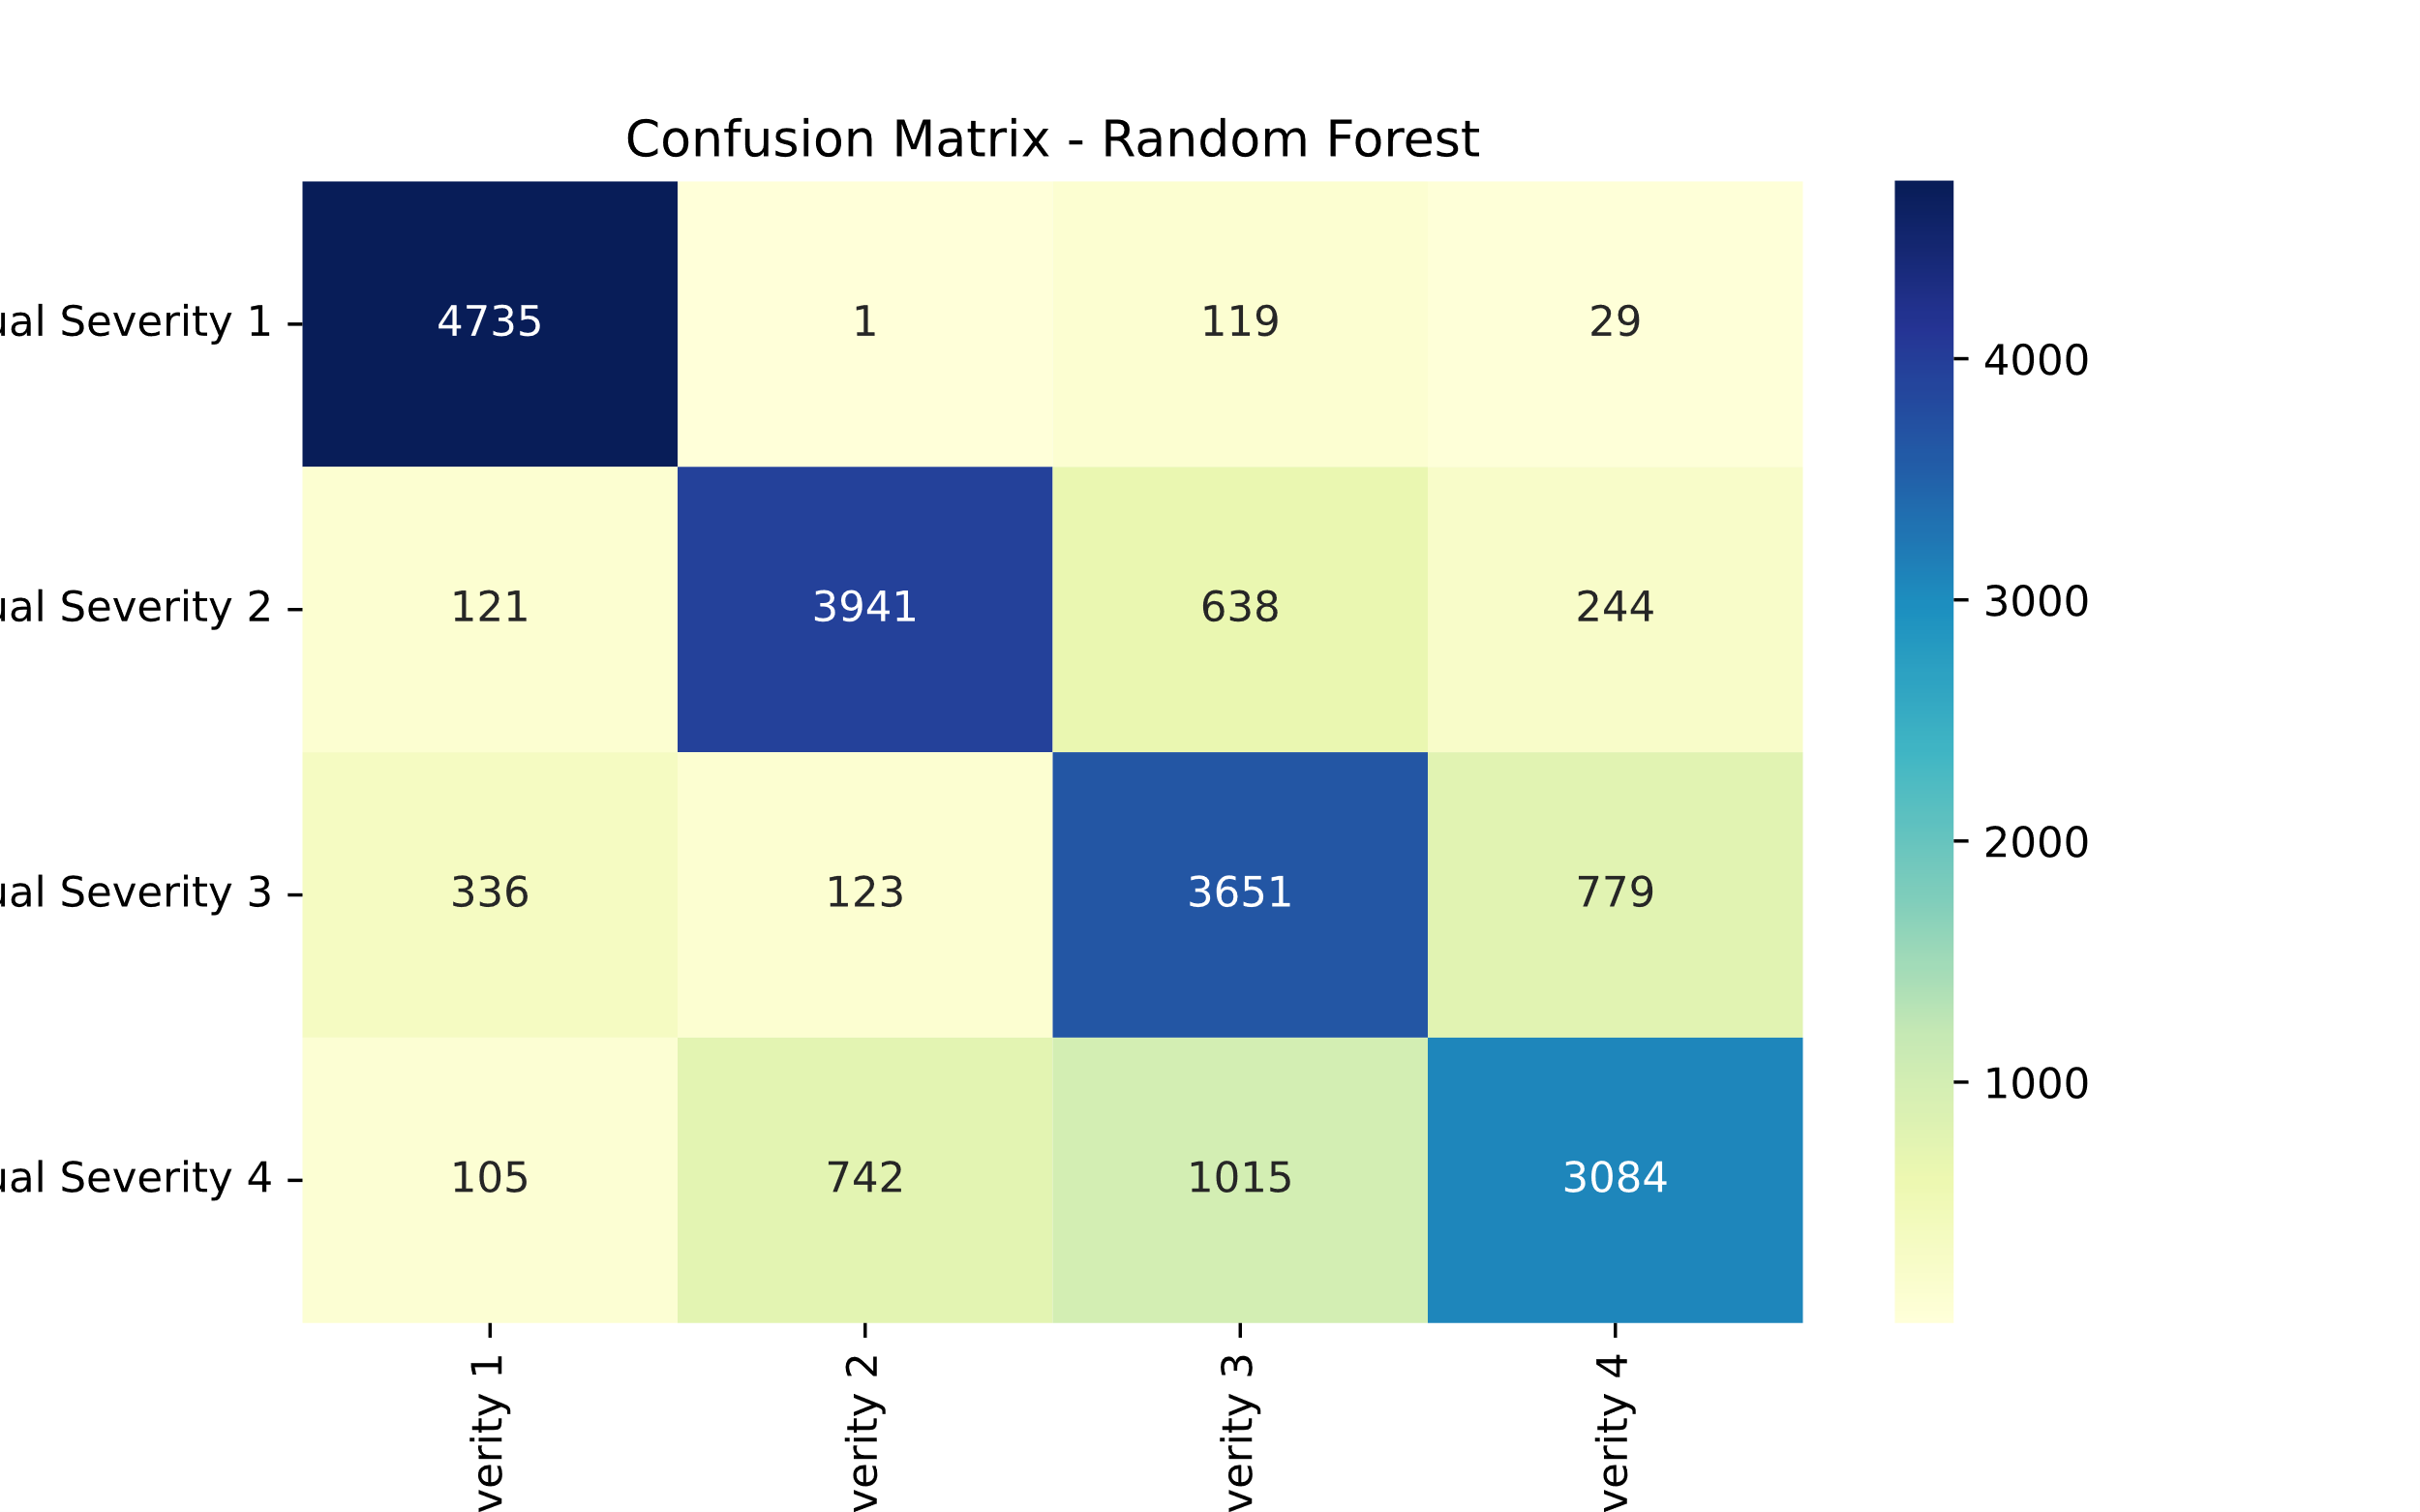 Confusion Matrix - Random Forest
ual Severity 1
4735 1 119 29
4000
ual Severity 2
121 3941 638 244
3000
ual Severity 3
336 123 3651 779
2000
ual Severity 4
105 742 1015 3084
1000
verity 1
verity 2
verity 3
verity 4